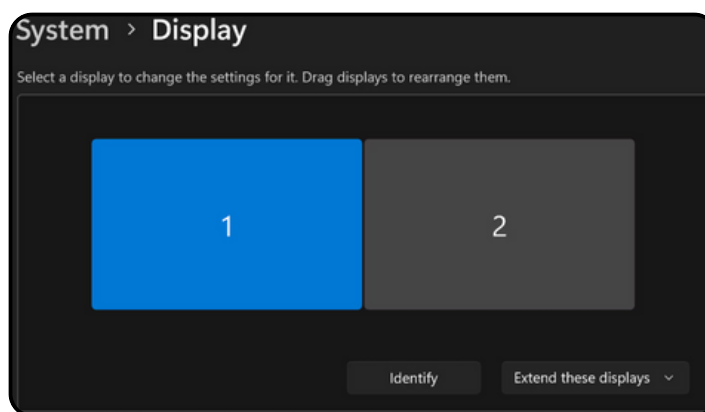 System > Display
Select a display to change the settings for it. Drag displays to rearrange them.
1 2
Identify Extend these displays